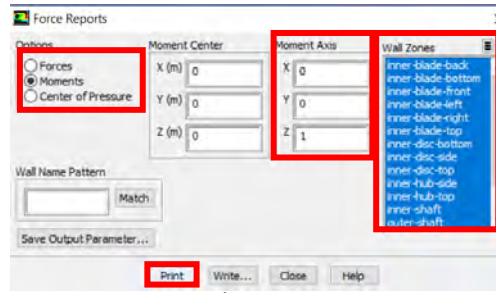 Force Reports
Options
Forces
Moments
Center of Pressure
Moment Center
X (m) 0
Y (m) 0
Z (m) 0
Moment Axis
X 0
Y 0
Z 1
Wall Zones
inner-blade-back
inner-blade-bottom
inner-blade-front
inner-blade-left
inner-blade-right
inner-blade-top
inner-disc-bottom
inner-disc-side
inner-disc-top
inner-hub-side
inner-hub-top
inner-shaft
outer-shaft
Wall Name Pattern
Match
Save Output Parameter...
Print Write... Close Help